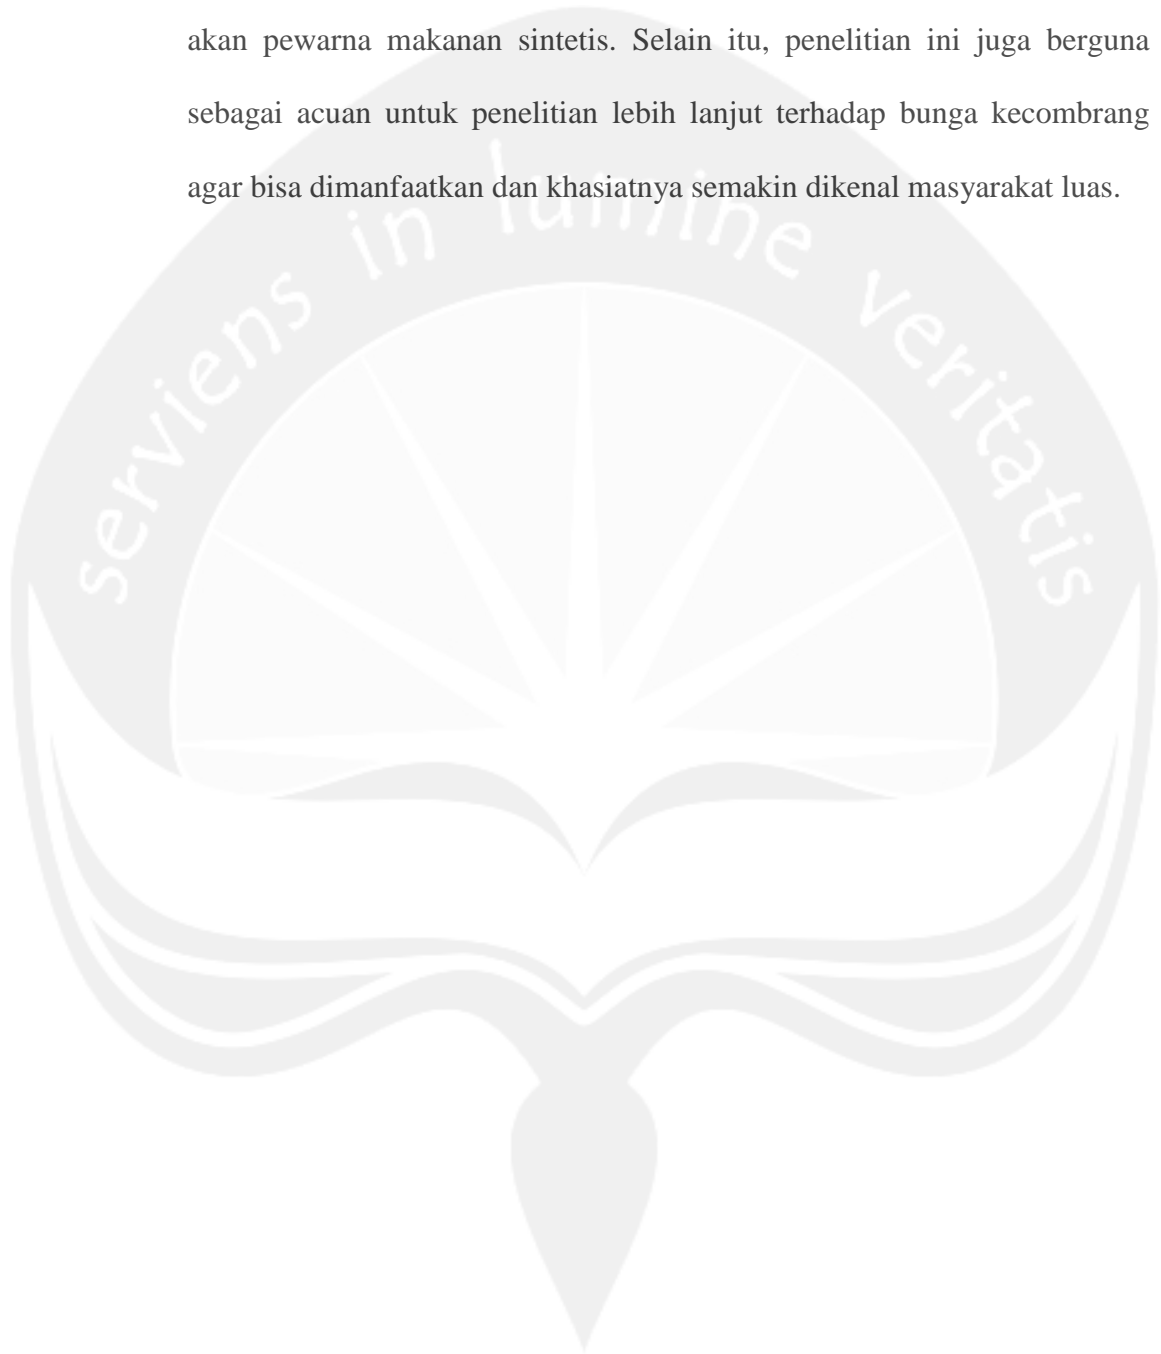 akan pewarna makanan sintetis. Selain itu, penelitian ini juga berguna
sebagai acuan untuk penelitian lebih lanjut terhadap bunga kecombrang
agar bisa dimanfaatkan dan khasiatnya semakin dikenal masyarakat luas.
serviens in lumine veritatis